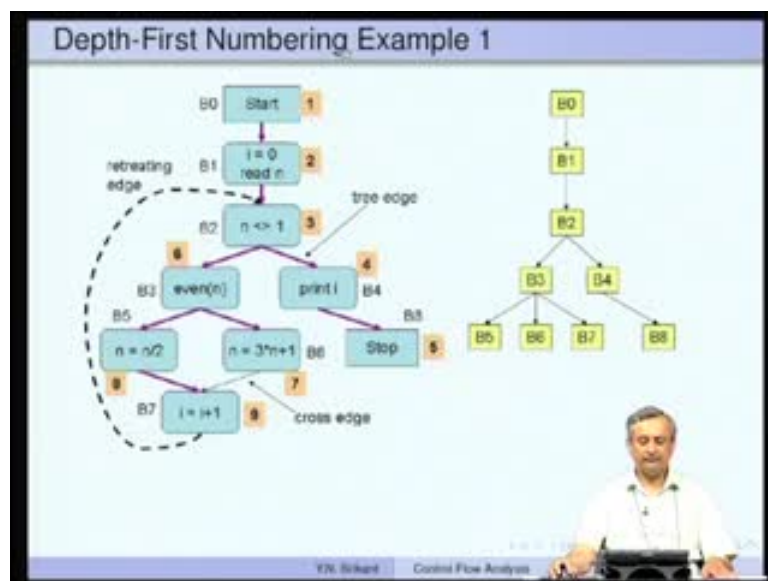 Depth-First Numbering Example 1
B0 Start 1
B0
retreating
edge
B1 i = 0
read n 2
B1
tree edge
B2 n <> 1 3
B2
6
4
B3 even(n)
print i B4
B3
B4
B5
B8
n = n/2
n = 3*n+1 B6
Stop 5
B5
B6
B7
B8
8
7
B7 i = i+1 9
cross edge
Y.N. Srikant
Control Flow Analysis